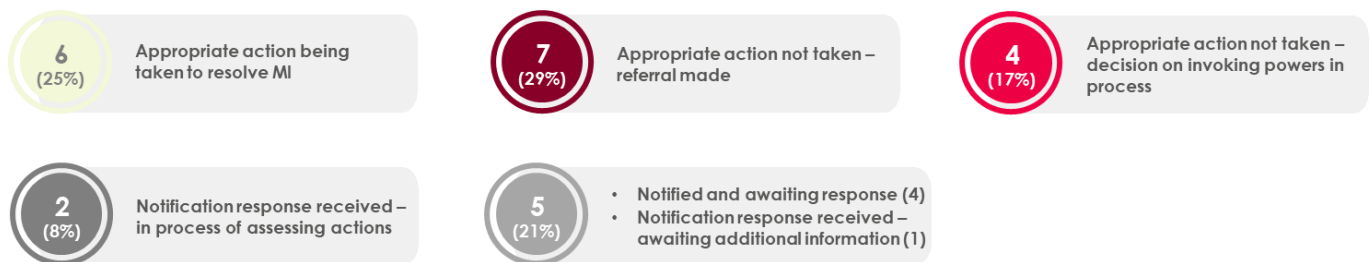 6
(25%)
Appropriate action being
taken to resolve MI
7
(29%)
Appropriate action not taken –
referral made
4
(17%)
Appropriate action not taken –
decision on invoking powers in
process
2
(8%)
Notification response received –
in process of assessing actions
5
(21%)
• Notified and awaiting response (4)
• Notification response received –
awaiting additional information (1)